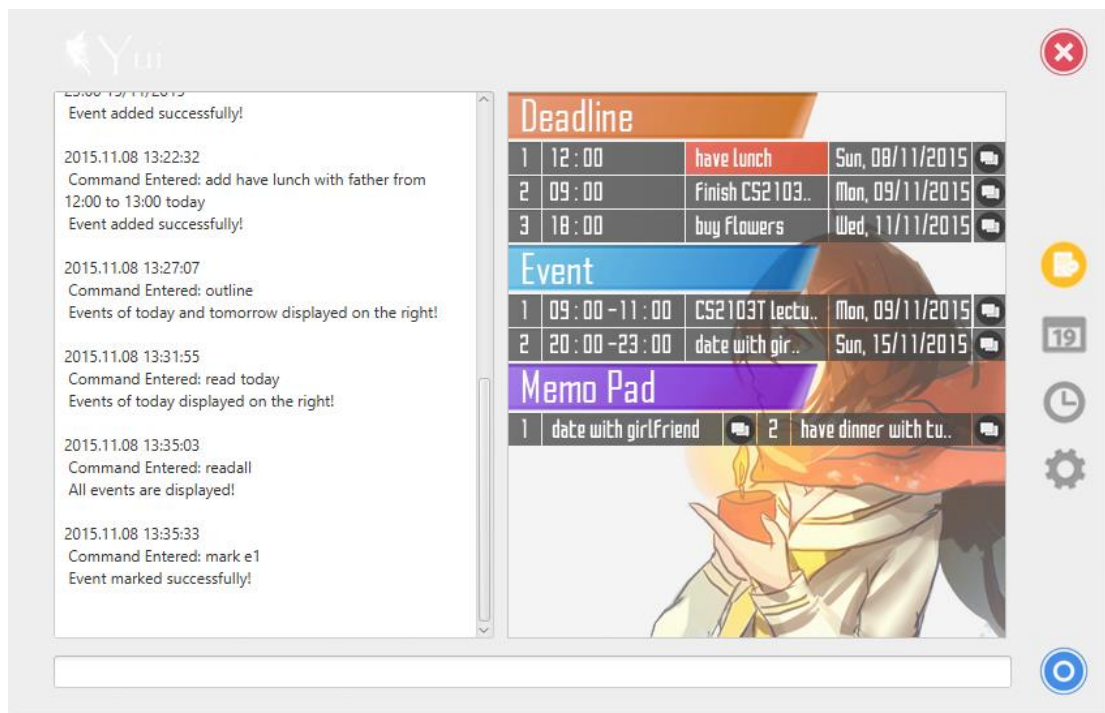 Yui
23:00 15/11/2015
Event added successfully!
2015.11.08 13:22:32
Command Entered: add have lunch with father from
12:00 to 13:00 today
Event added successfully!
2015.11.08 13:27:07
Command Entered: outline
Events of today and tomorrow displayed on the right!
2015.11.08 13:31:55
Command Entered: read today
Events of today displayed on the right!
2015.11.08 13:35:03
Command Entered: readall
All events are displayed!
2015.11.08 13:35:33
Command Entered: mark e1
Event marked successfully!
Deadline
1 12:00 have lunch Sun, 08/11/2015
2 09:00 Finish CS2103.. Mon, 09/11/2015
3 18:00 buy flowers Wed, 11/11/2015
Event
1 09:00-11:00 CS2103T lectu.. Mon, 09/11/2015
2 20:00-23:00 date with gir.. Sun, 15/11/2015
Memo Pad
1 date with girlfriend 2 have dinner with tu..
19